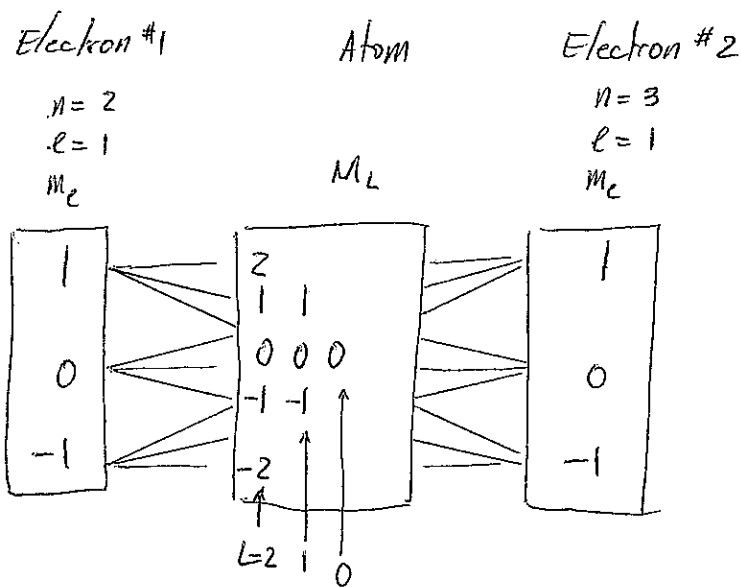 Electron #1 Atom Electron #2
n = 2 n = 3
ℓ = 1 ℓ = 1
mℓ ML mℓ
1 2 1
1 1
0 0 0 0 0
-1 -1
-1 -2 -1
L=2 1 0